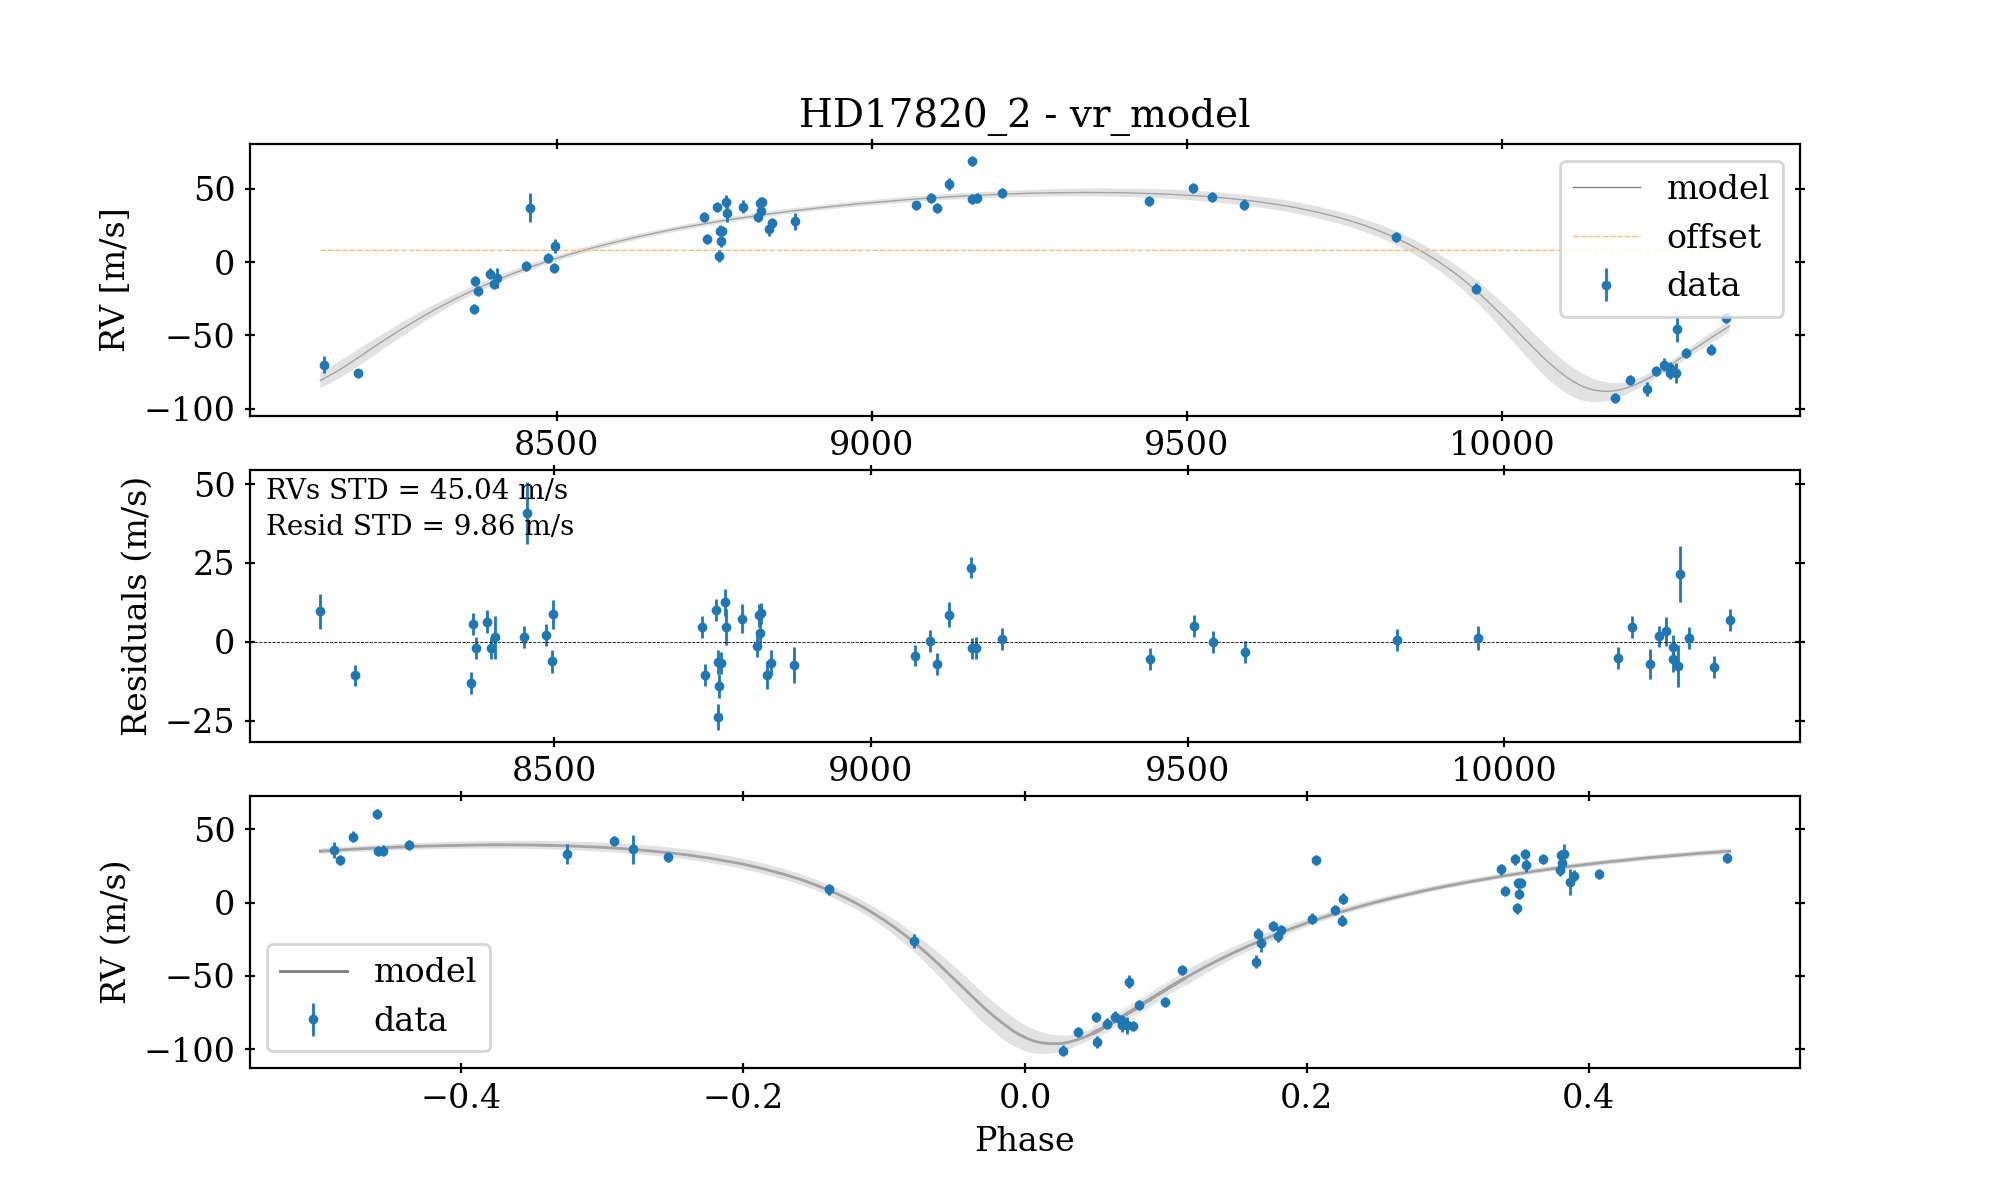 HD17820_2 - vr_model
RV [m/s]
50
0
−50
−100
model
offset
data
8500
9000
9500
10000
Residuals (m/s)
50
25
0
−25
RVs STD = 45.04 m/s
Resid STD = 9.86 m/s
8500
9000
9500
10000
RV (m/s)
50
0
−50
−100
model
data
−0.4
−0.2
0.0
0.2
0.4
Phase